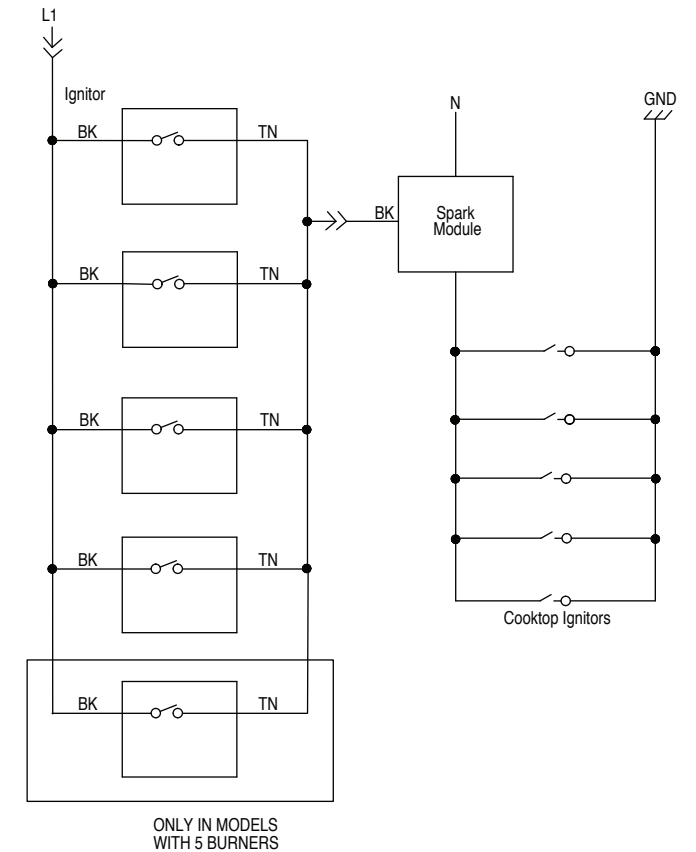 L1
Ignitor
BK TN
N
GND
BK
Spark
Module
BK TN
BK TN
BK TN
Cooktop Ignitors
BK TN
ONLY IN MODELS
WITH 5 BURNERS